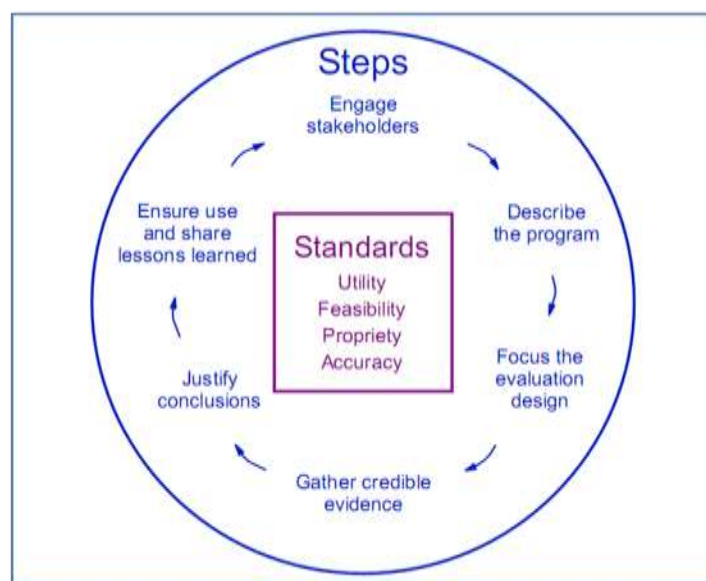 Steps
Engage
stakeholders
Describe
the program
Focus the
evaluation
design
Gather credible
evidence
Justify
conclusions
Ensure use
and share
lessons learned
Standards
Utility
Feasibility
Propriety
Accuracy